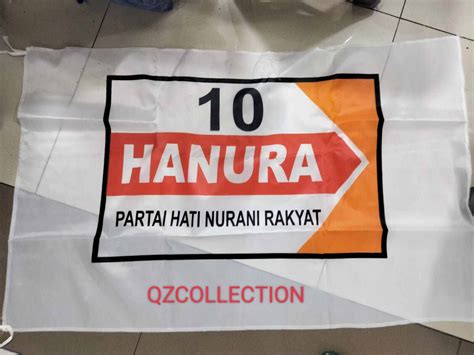 10
HANURA
PARTAI HATI NURANI RAKYAT
QZCOLLECTION